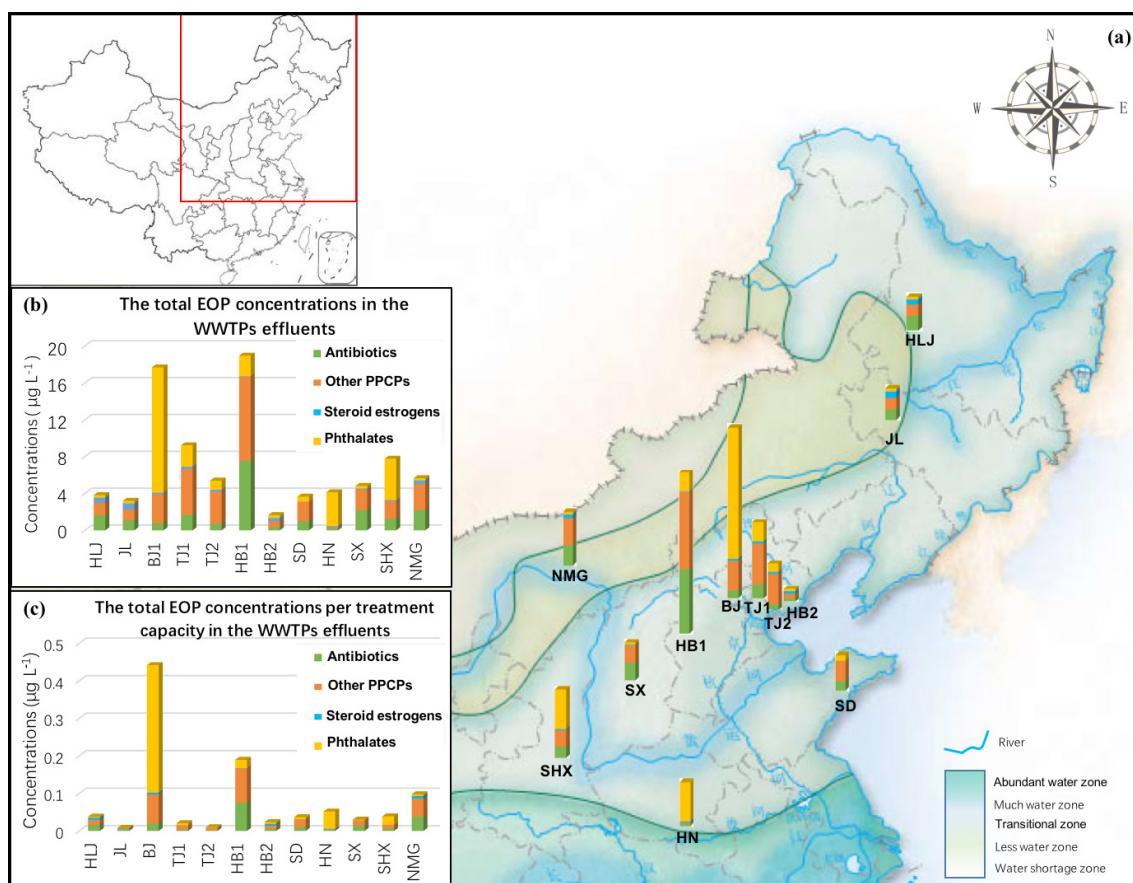 (a)
N
W
E
S
(b)
The total EOP concentrations in the
WWTPs effluents
Concentrations ( μg L⁻¹)
20
16
12
8
4
0
Antibiotics
Other PPCPs
Steroid estrogens
Phthalates
HLJ
JL
BJ1
TJ1
TJ2
HB1
HB2
SD
HN
SX
SHX
NMG
(c)
The total EOP concentrations per treatment
capacity in the WWTPs effluents
Concentrations (μg L⁻¹)
0.5
0.4
0.3
0.2
0.1
0
Antibiotics
Other PPCPs
Steroid estrogens
Phthalates
HLJ
JL
BJ
TJ1
TJ2
HB1
HB2
SD
HN
SX
SHX
NMG
HLJ
JL
NMG
BJ
TJ1
TJ2
HB2
HB1
SX
SD
SHX
HN
River
Abundant water zone
Much water zone
Transitional zone
Less water zone
Water shortage zone